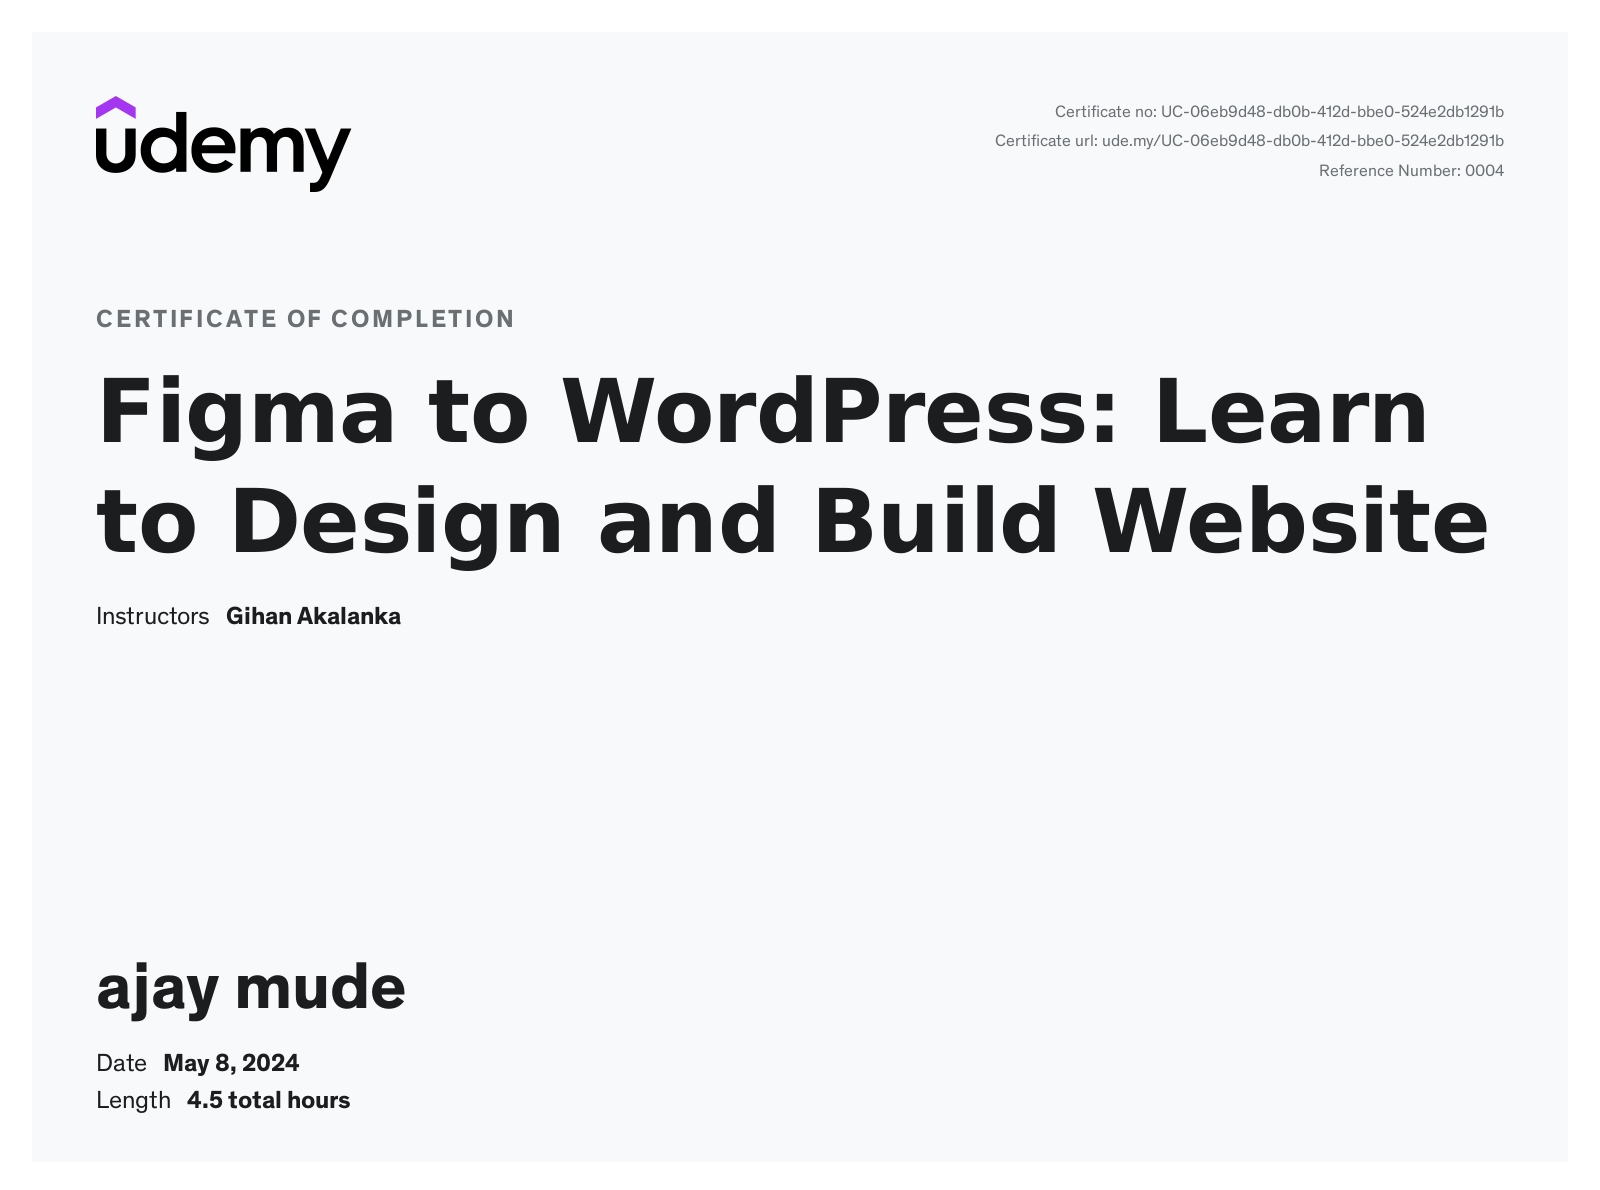 udemy
Certificate no: UC-06eb9d48-db0b-412d-bbe0-524e2db1291b
Certificate url: ude.my/UC-06eb9d48-db0b-412d-bbe0-524e2db1291b
Reference Number: 0004
CERTIFICATE OF COMPLETION
Figma to WordPress: Learn
to Design and Build Website
Instructors Gihan Akalanka
ajay mude
Date May 8, 2024
Length 4.5 total hours